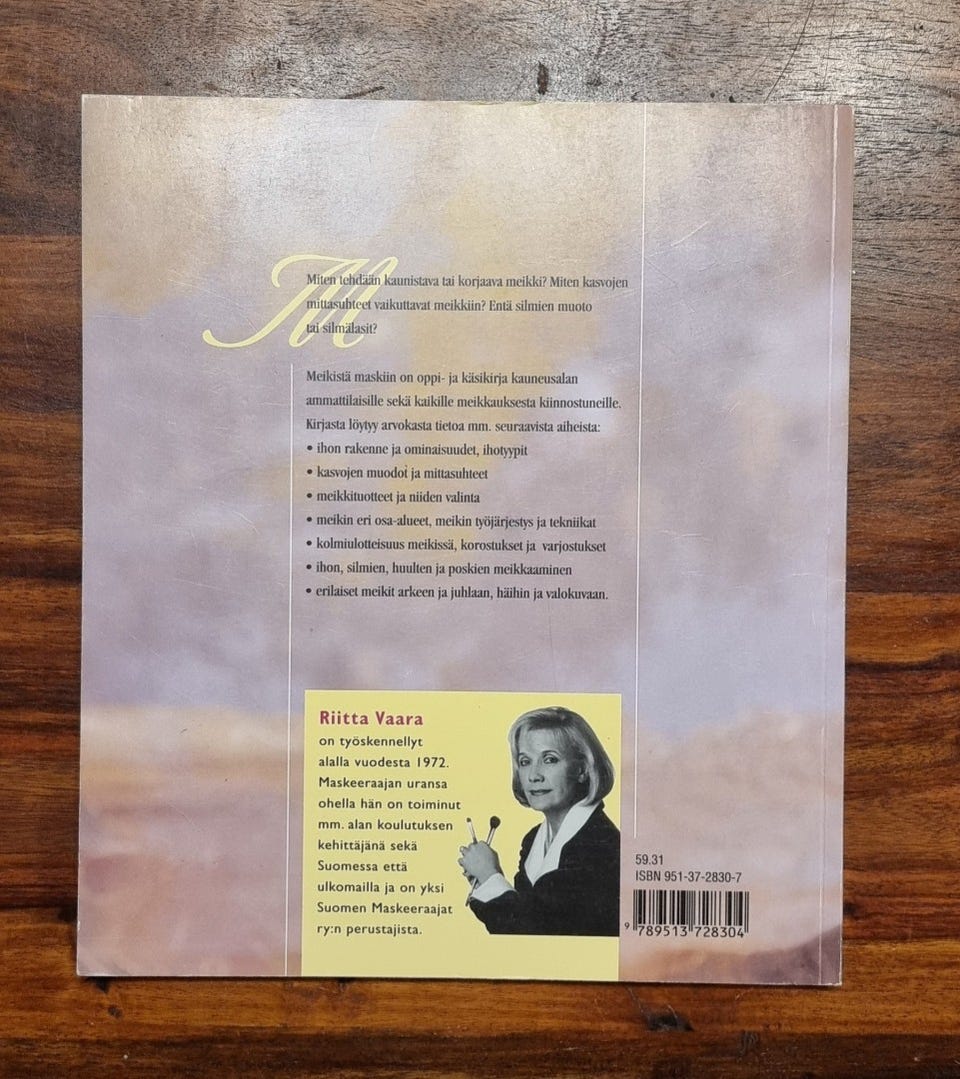 M
Miten tehdään kaunistava tai korjaava meikki? Miten kasvojen
mittasuhteet vaikuttavat meikkiin? Entä silmien muoto
tai silmälasit?
Meikistä maskiin on oppi- ja käsikirja kauneusalan
ammattilaisille sekä kaikille meikkauksesta kiinnostuneille.
Kirjasta löytyy arvokasta tietoa mm. seuraavista aiheista:
• ihon rakenne ja ominaisuudet, ihotyypit
• kasvojen muodot ja mittasuhteet
• meikkituotteet ja niiden valinta
• meikin eri osa-alueet, meikin työjärjestys ja tekniikat
• kolmiulotteisuus meikissä, korostukset ja varjostukset
• ihon, silmien, huulten ja poskien meikkaaminen
• erilaiset meikit arkeen ja juhlaan, häihin ja valokuvaan.
Riitta Vaara
on työskennellyt
alalla vuodesta 1972.
Maskeeraajan uransa
ohella hän on toiminut
mm. alan koulutuksen
kehittäjänä sekä
Suomessa että
ulkomailla ja on yksi
Suomen Maskeeraajat
ry:n perustajista.
59.31
ISBN 951-37-2830-7
9 789513 728304